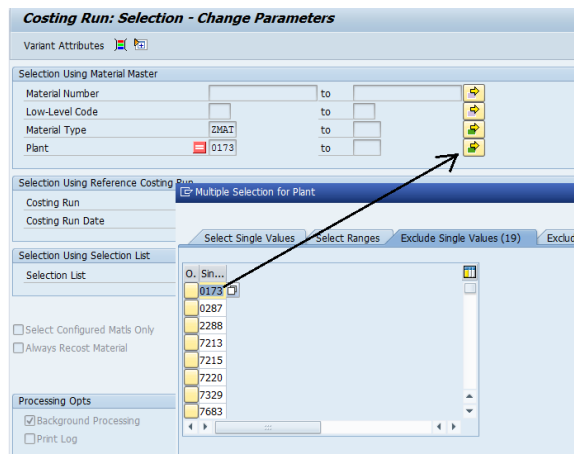 Costing Run: Selection - Change Parameters
Variant Attributes
Selection Using Material Master
Material Number to
Low-Level Code to
Material Type ZMAT to
Plant 0173 to
Selection Using Reference Costing Run
Multiple Selection for Plant
Costing Run
Costing Run Date
Select Single Values Select Ranges Exclude Single Values (19) Exclud
Selection Using Selection List
Selection List
O. Sin...
0173
0287
2288
7213
7215
7220
7329
7683
Select Configured Matls Only
Always Recost Material
Processing Opts
Background Processing
Print Log